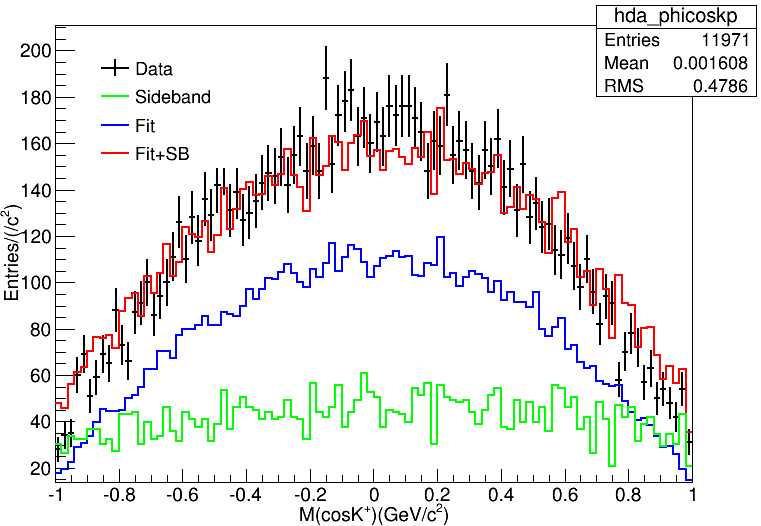 hda_phicoskp
Entries 11971
Mean 0.001608
RMS 0.4786
Data
Sideband
Fit
Fit+SB
Entries/(/c²)
200
180
160
140
120
100
80
60
40
20
-1 -0.8 -0.6 -0.4 -0.2 0 0.2 0.4 0.6 0.8 1
M(cosK⁺)(GeV/c²)